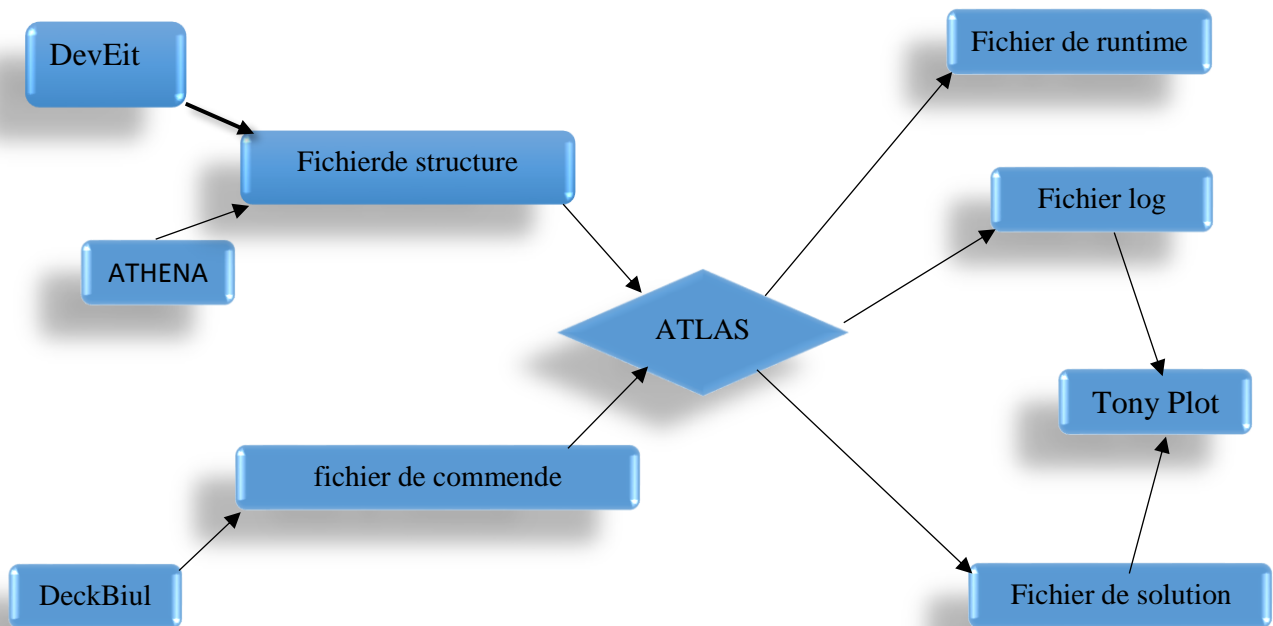 DevEit
Fichier de runtime
Fichierde structure
Fichier log
ATHENA
ATLAS
Tony Plot
fichier de commende
DeckBiul
Fichier de solution